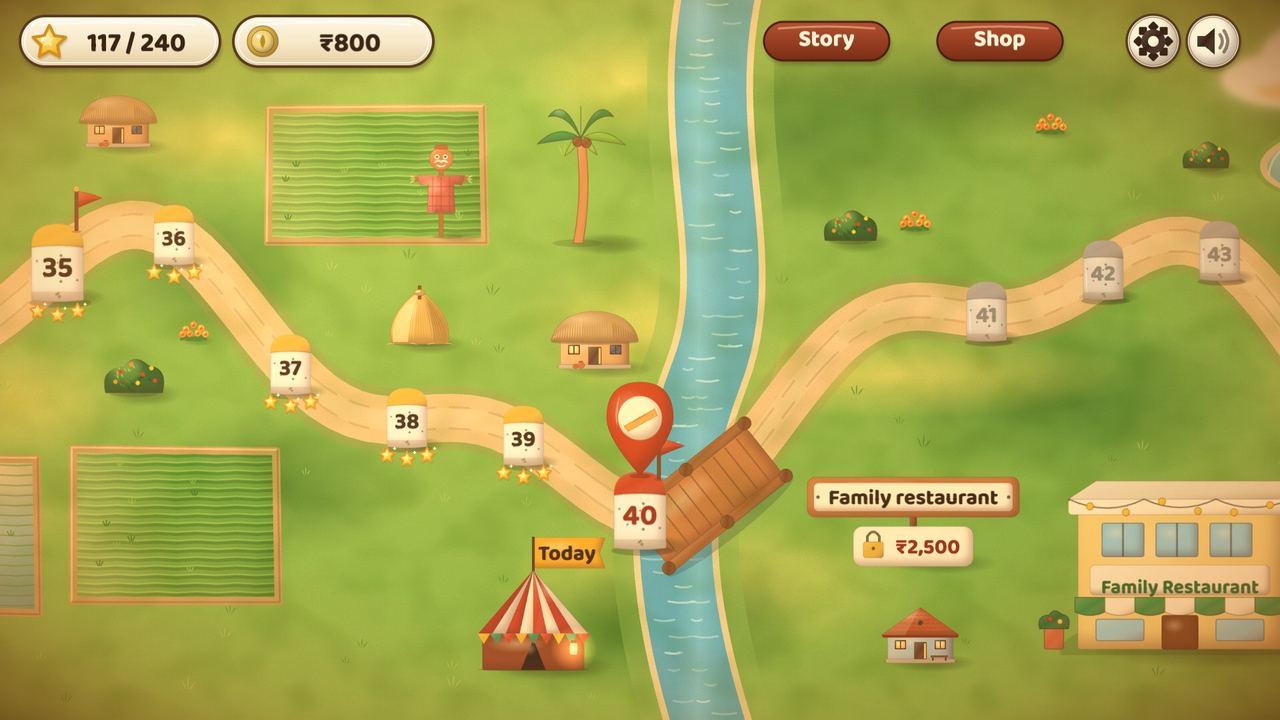 117 / 240
₹800
Story
Shop
35
36
37
38
39
40
41
42
43
Family restaurant
₹2,500
Today
Family Restaurant